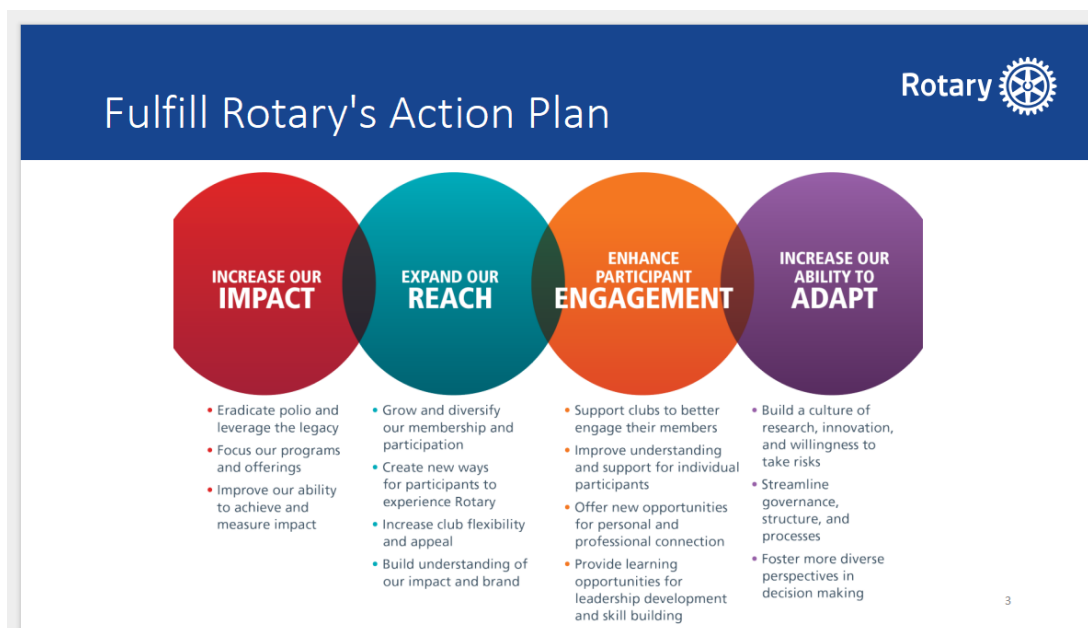 Fulfill Rotary's Action Plan
Rotary
INCREASE OUR
IMPACT
EXPAND OUR
REACH
ENHANCE
PARTICIPANT
ENGAGEMENT
INCREASE OUR
ABILITY TO
ADAPT
• Eradicate polio and
leverage the legacy
• Focus our programs
and offerings
• Improve our ability
to achieve and
measure impact
• Grow and diversify
our membership and
participation
• Create new ways
for participants to
experience Rotary
• Increase club flexibility
and appeal
• Build understanding of
our impact and brand
• Support clubs to better
engage their members
• Improve understanding
and support for individual
participants
• Offer new opportunities
for personal and
professional connection
• Provide learning
opportunities for
leadership development
and skill building
• Build a culture of
research, innovation,
and willingness to
take risks
• Streamline
governance,
structure, and
processes
• Foster more diverse
perspectives in
decision making
3